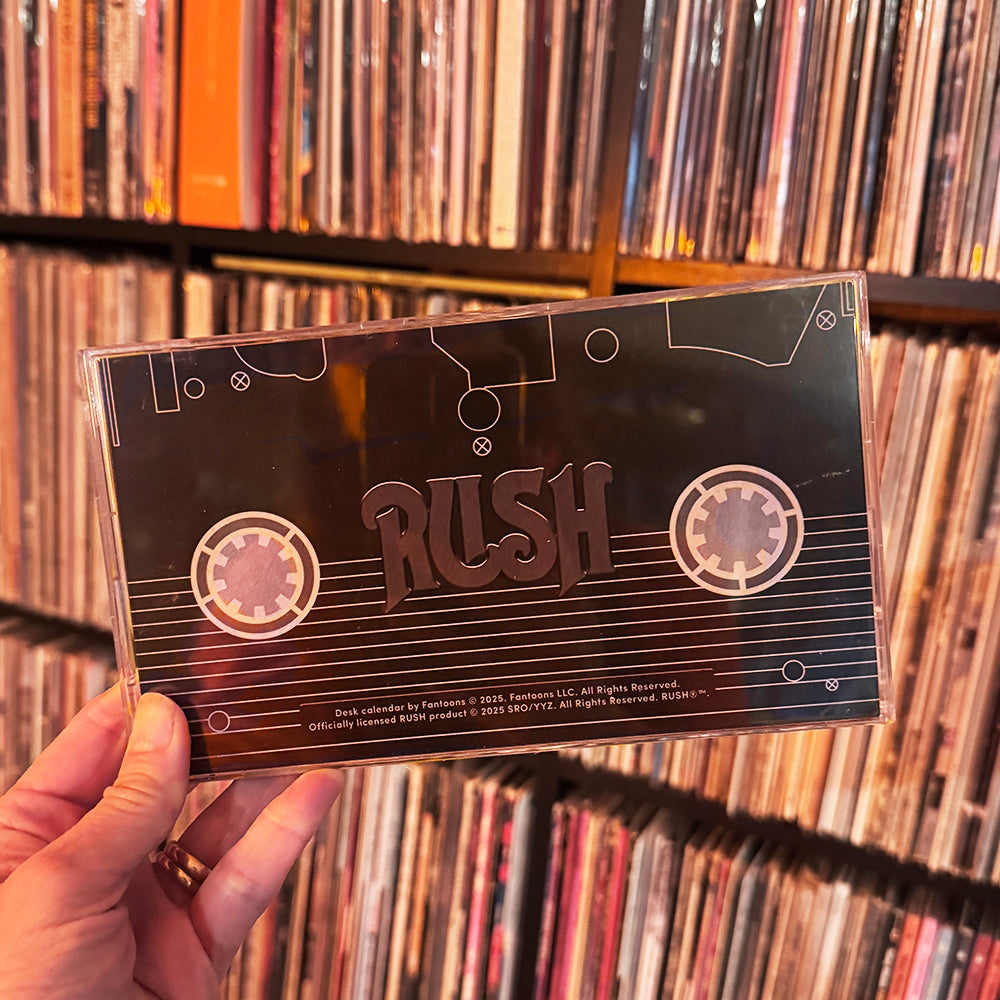 RUSH
Desk calendar by Fantoons © 2025. Fantoons LLC. All Rights Reserved.
Officially licensed RUSH product © 2025 SRO/YYZ. All Rights Reserved. RUSH®™.